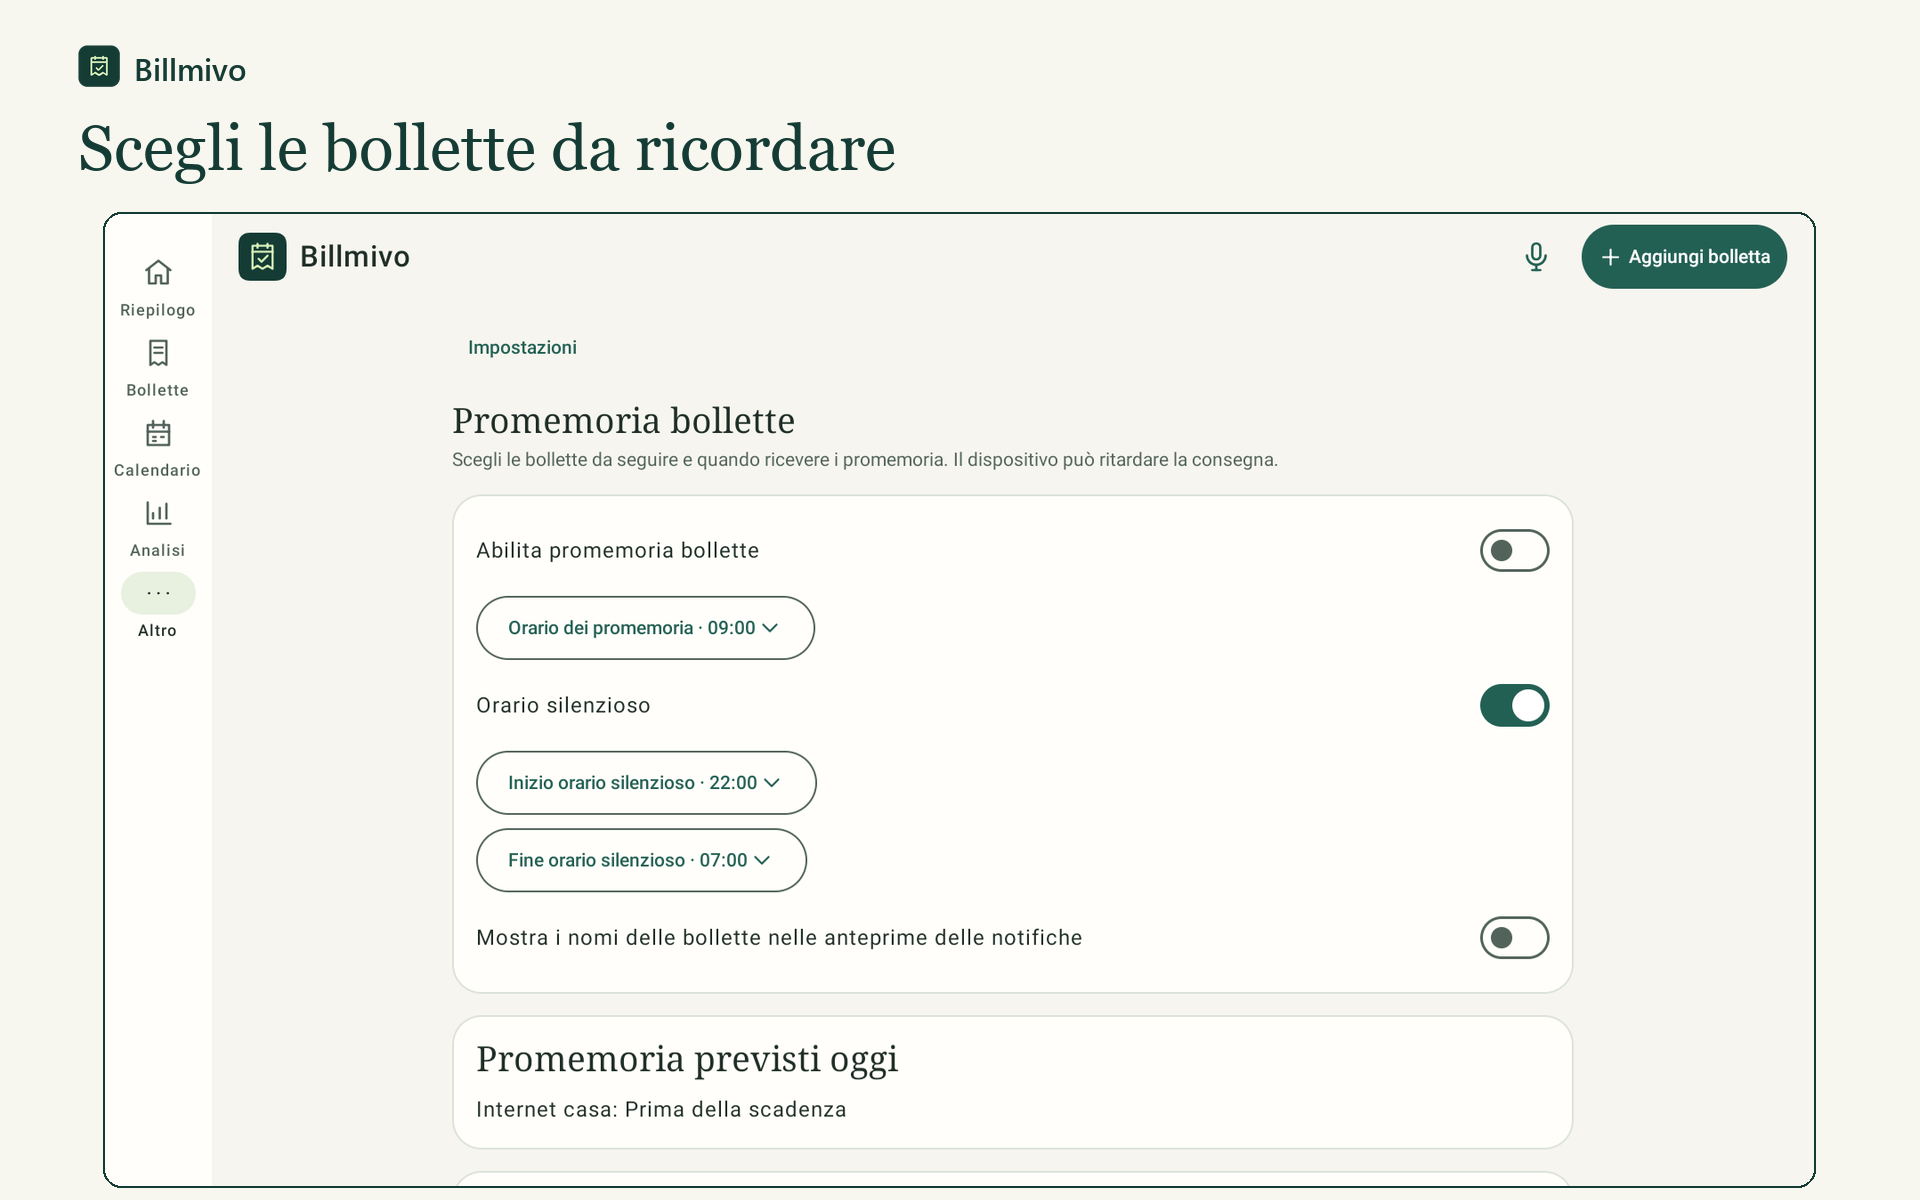 Billmivo
Scegli le bollette da ricordare
Billmivo
Aggiungi bolletta
Riepilogo
Bollette
Calendario
Analisi
Altro
Impostazioni
Promemoria bollette
Scegli le bollette da seguire e quando ricevere i promemoria. Il dispositivo può ritardare la consegna.
Abilita promemoria bollette
Orario dei promemoria · 09:00
Orario silenzioso
Inizio orario silenzioso · 22:00
Fine orario silenzioso · 07:00
Mostra i nomi delle bollette nelle anteprime delle notifiche
Promemoria previsti oggi
Internet casa: Prima della scadenza